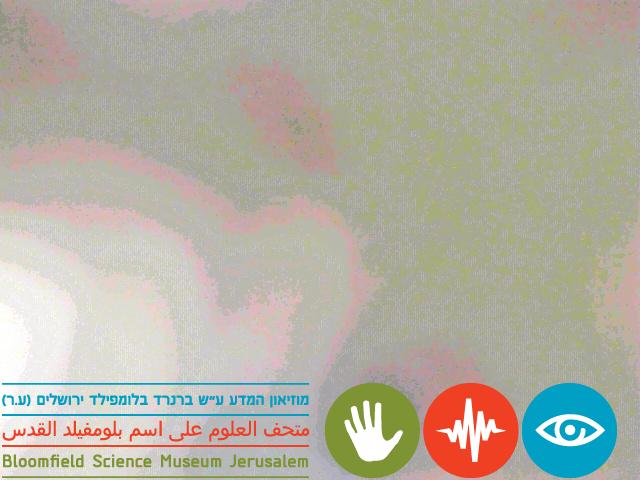 מוזיאון המדע ע״ש ברנרד בלומפילד ירושלים (ע.ר)
متحف العلوم على اسم بلومفيلد القدس
Bloomfield Science Museum Jerusalem